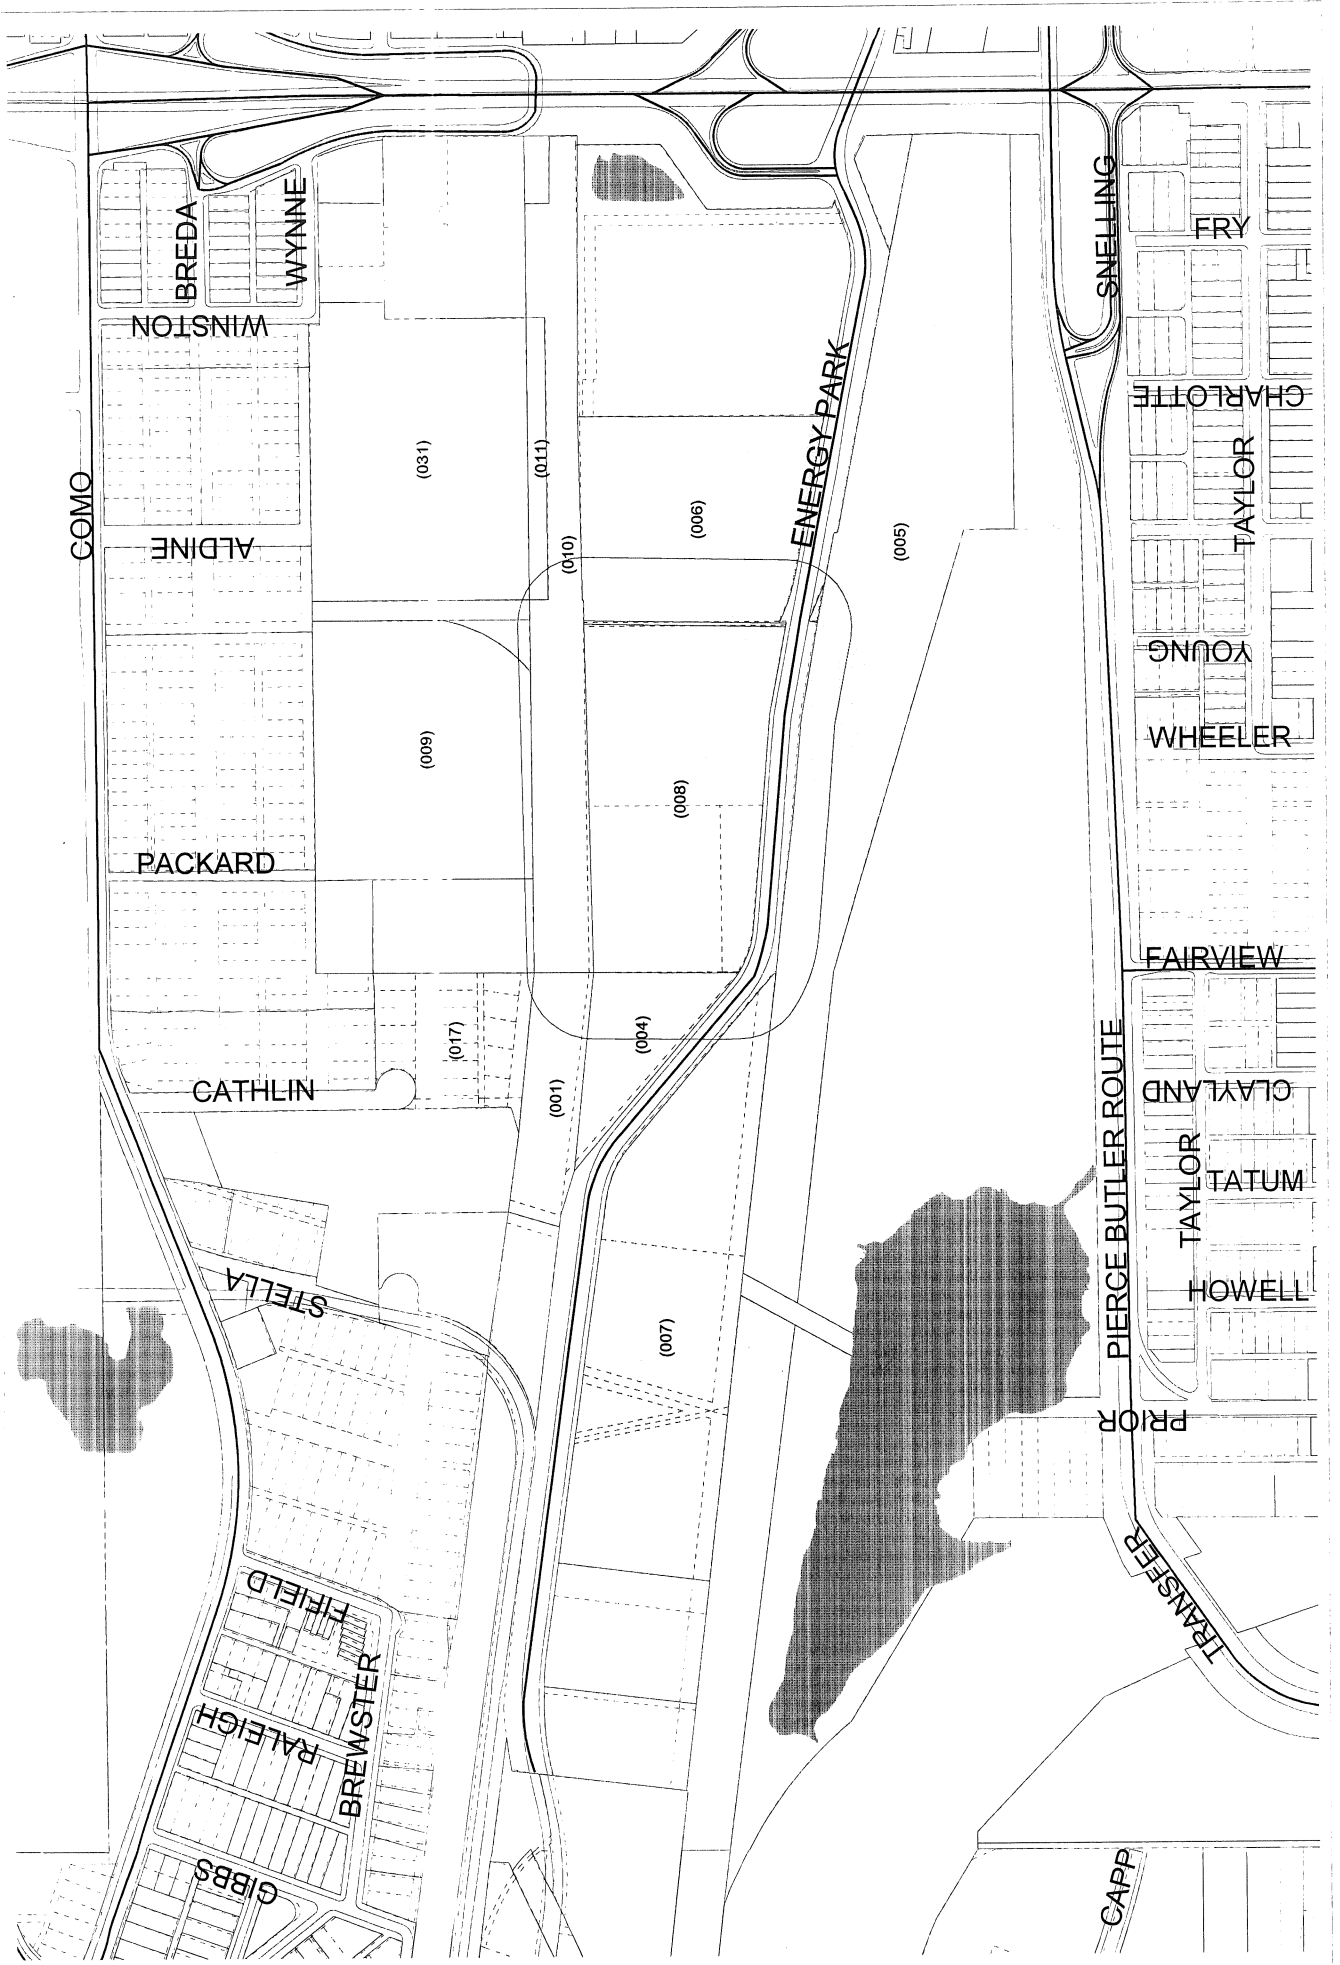 BREDA
WYNNE
SNELLING
FRY
WINSTON
CHARLOTTE
ENERGY PARK
(031)
(011)
COMO
TAYLOR
(006)
(005)
ALDINE
(010)
YOUNG
WHEELER
(009)
(008)
PACKARD
FAIRVIEW
(004)
(017)
CATHLIN
(001)
CLAYLAND
PIERCE BUTLER ROUTE
TAYLOR
TATUM
STELLA
HOWELL
(007)
PRIOR
TRANSFER
FIFIELD
RALEIGH
BREWSTER
GIBBS
CAPP